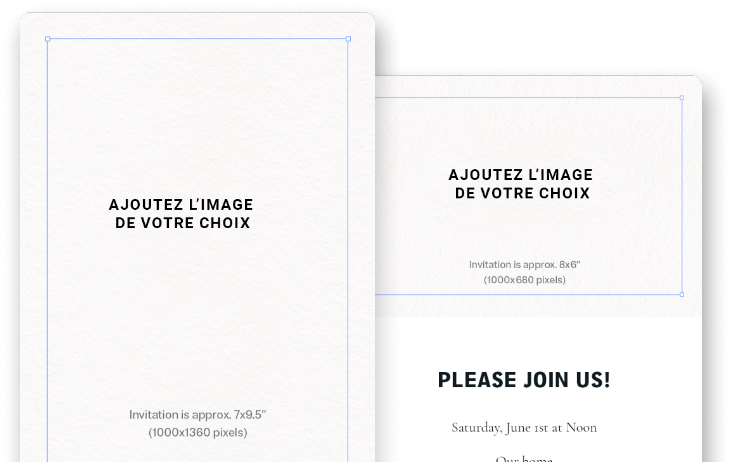 AJOUTEZ L'IMAGE
DE VOTRE CHOIX
Invitation is approx. 7x9.5"
(1000x1360 pixels)
AJOUTEZ L'IMAGE
DE VOTRE CHOIX
Invitation is approx. 8x6"
(1000x680 pixels)
PLEASE JOIN US!
Saturday, June 1st at Noon
Our home